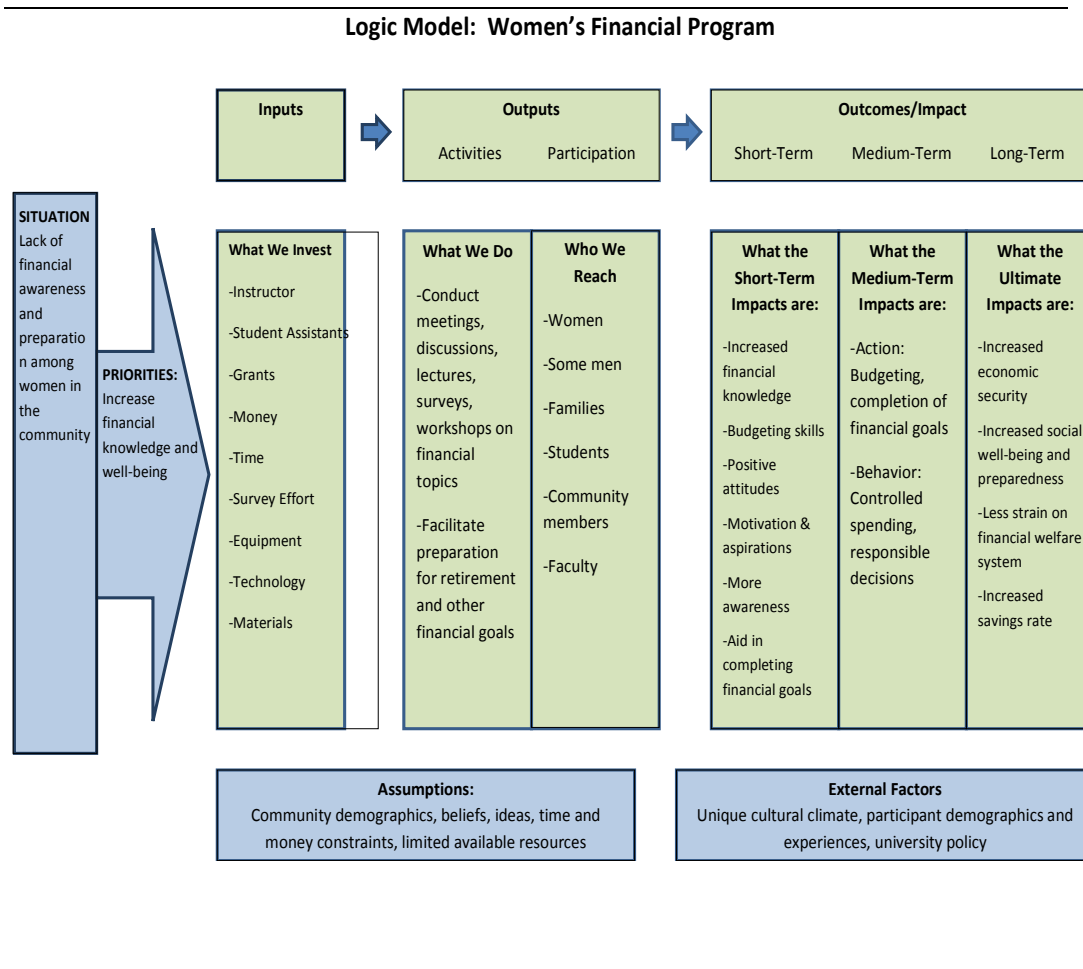 Logic Model: Women's Financial Program
Inputs
Outputs
Activities Participation
Outcomes/Impact
Short-Term Medium-Term Long-Term
SITUATION
Lack of
financial
awareness
and
preparatio
n among
women in
the
community
PRIORITIES:
Increase
financial
knowledge and
well-being
What We Invest
-Instructor
-Student Assistants
-Grants
-Money
-Time
-Survey Effort
-Equipment
-Technology
-Materials
What We Do
-Conduct
meetings,
discussions,
lectures,
surveys,
workshops on
financial
topics
-Facilitate
preparation
for retirement
and other
financial goals
Who We
Reach
-Women
-Some men
-Families
-Students
-Community
members
-Faculty
What the
Short-Term
Impacts are:
-Increased
financial
knowledge
-Budgeting skills
-Positive
attitudes
-Motivation &
aspirations
-More
awareness
-Aid in
completing
financial goals
What the
Medium-Term
Impacts are:
-Action:
Budgeting,
completion of
financial goals
-Behavior:
Controlled
spending,
responsible
decisions
What the
Ultimate
Impacts are:
-Increased
economic
security
-Increased social
well-being and
preparedness
-Less strain on
financial welfare
system
-Increased
savings rate
Assumptions:
Community demographics, beliefs, ideas, time and
money constraints, limited available resources
External Factors
Unique cultural climate, participant demographics and
experiences, university policy